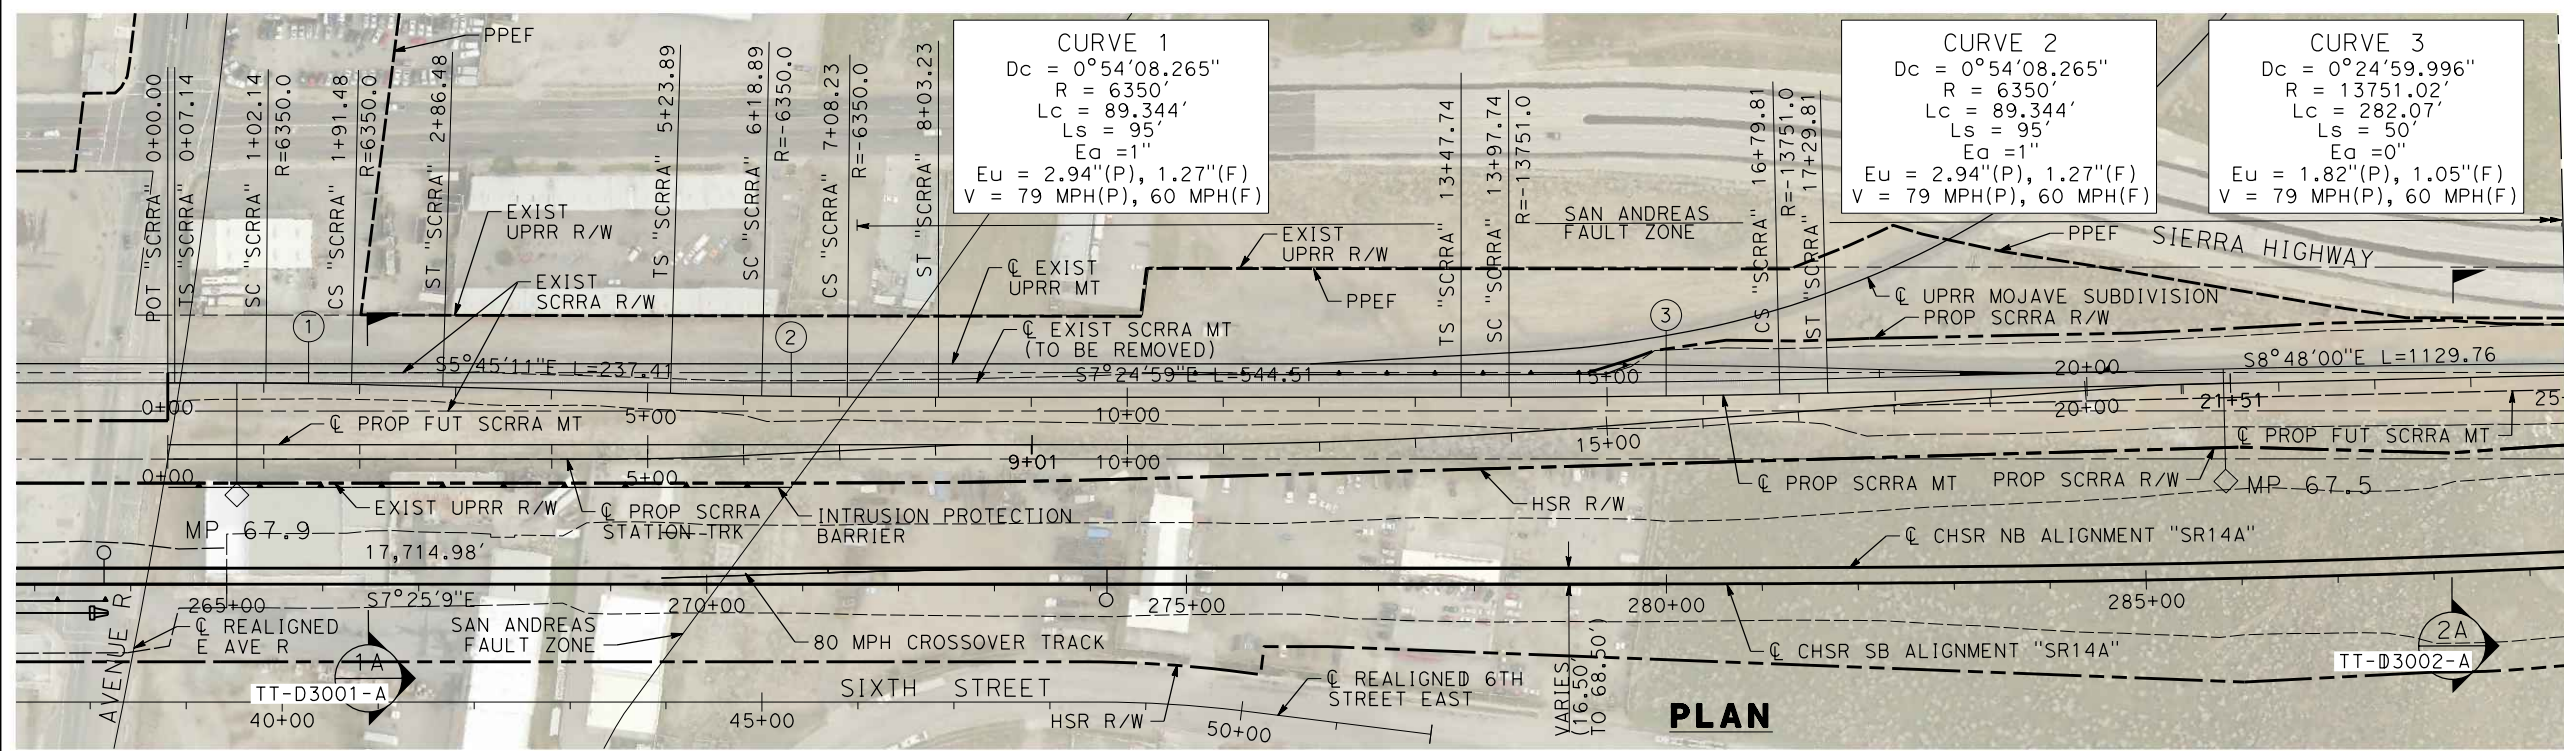 CURVE 1
Dc = 0°54'08.265"
R = 6350'
Lc = 89.344'
Ls = 95'
Ea =1"
Eu = 2.94"(P), 1.27"(F)
V = 79 MPH(P), 60 MPH(F)
CURVE 2
Dc = 0°54'08.265"
R = 6350'
Lc = 89.344'
Ls = 95'
Ea =1"
Eu = 2.94"(P), 1.27"(F)
V = 79 MPH(P), 60 MPH(F)
CURVE 3
Dc = 0°24'59.996"
R = 13751.02'
Lc = 282.07'
Ls = 50'
Ea =0"
Eu = 1.82"(P), 1.05"(F)
V = 79 MPH(P), 60 MPH(F)
PPEF
POT "SCRRA" 0+00.00
TS "SCRRA" 0+07.14
SC "SCRRA" 1+02.14
R=6350.0
CS "SCRRA" 1+91.48
R=6350.0
ST "SCRRA" 2+86.48
TS "SCRRA" 5+23.89
SC "SCRRA" 6+18.89
R=-6350.0
CS "SCRRA" 7+08.23
R=-6350.0
ST "SCRRA" 8+03.23
TS "SCRRA" 13+47.74
SC "SCRRA" 13+97.74
R=-13751.0
CS "SCRRA" 16+79.81
R=-13751.0
ST "SCRRA" 17+29.81
EXIST
UPRR R/W
EXIST
SCRRA R/W
℄ EXIST
UPRR MT
EXIST
UPRR R/W
PPEF
SAN ANDREAS
FAULT ZONE
PPEF
SIERRA HIGHWAY
℄ UPRR MOJAVE SUBDIVISION
PROP SCRRA R/W
℄ EXIST SCRRA MT
(TO BE REMOVED)
1
2
3
S5°45'11"E L=237.41
S7°24'59"E L=544.51
15+00
20+00
S8°48'00"E L=1129.76
0+00
5+00
10+00
15+00
20+00
21+51
25+
℄ PROP FUT SCRRA MT
℄ PROP FUT SCRRA MT
0+00
5+00
9+01
10+00
EXIST UPRR R/W
℄ PROP SCRRA
STATION TRK
INTRUSION PROTECTION
BARRIER
HSR R/W
℄ PROP SCRRA MT
PROP SCRRA R/W
MP 67.5
MP 67.9
17,714.98'
℄ CHSR NB ALIGNMENT "SR14A"
265+00
S7°25'9"E
270+00
275+00
280+00
285+00
AVENUE R
℄ REALIGNED
E AVE R
SAN ANDREAS
FAULT ZONE
80 MPH CROSSOVER TRACK
℄ CHSR SB ALIGNMENT "SR14A"
1A
TT-D3001-A
2A
TT-D3002-A
SIXTH STREET
℄ REALIGNED 6TH
STREET EAST
VARIES
(16.50'
TO 68.50')
40+00
45+00
HSR R/W
50+00
PLAN